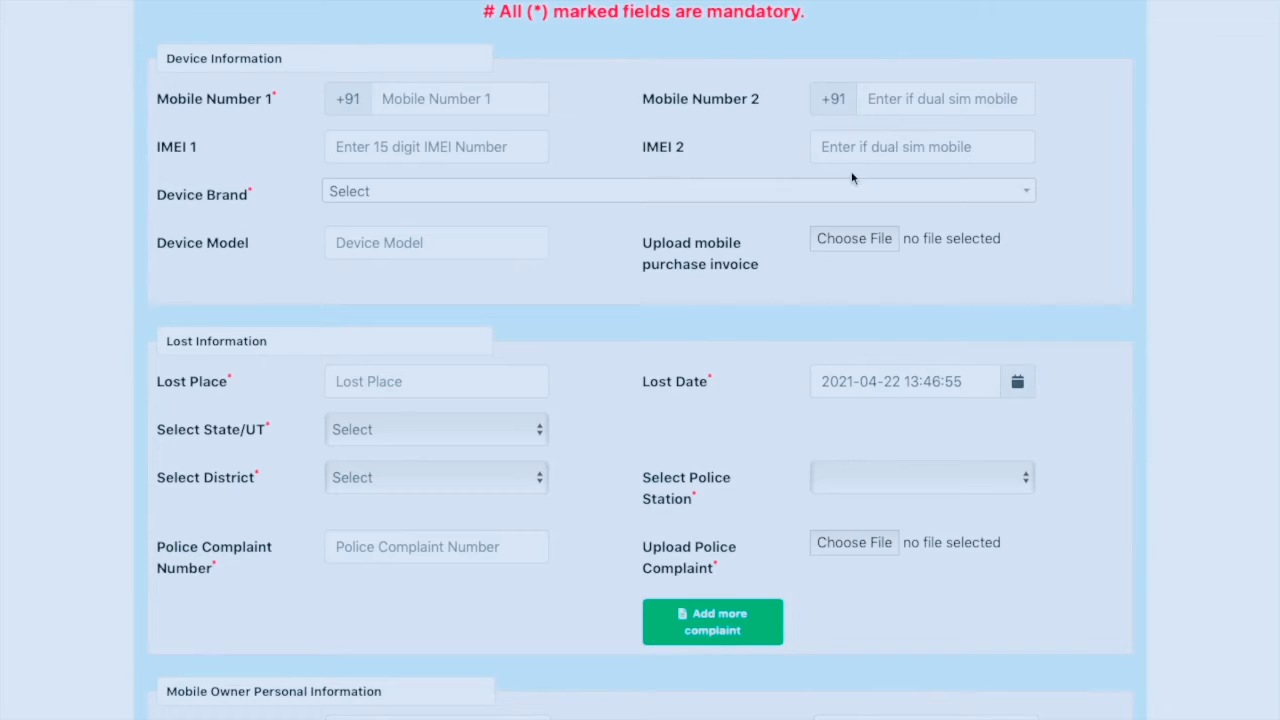 # All (*) marked fields are mandatory.
Device Information
Mobile Number 1* +91 Mobile Number 1 Mobile Number 2 +91 Enter if dual sim mobile
IMEI 1 Enter 15 digit IMEI Number IMEI 2 Enter if dual sim mobile
Device Brand* Select
Device Model Device Model Upload mobile Choose File no file selected
purchase invoice
Lost Information
Lost Place* Lost Place Lost Date* 2021-04-22 13:46:55
Select State/UT* Select
Select District* Select Select Police
Station*
Police Complaint Police Complaint Number Upload Police Choose File no file selected
Number* Complaint*
Add more
complaint
Mobile Owner Personal Information